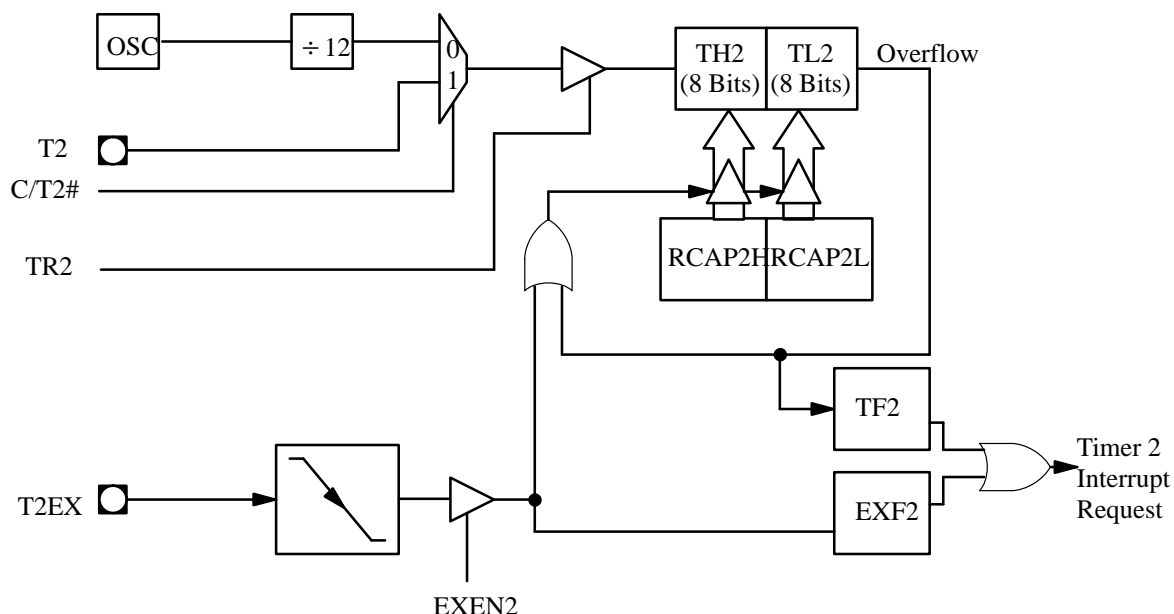 OSC
÷ 12
0
1
TH2
(8 Bits)
TL2
(8 Bits)
Overflow
T2
C/T2#
TR2
RCAP2H
RCAP2L
TF2
Timer 2
Interrupt
Request
T2EX
EXF2
EXEN2